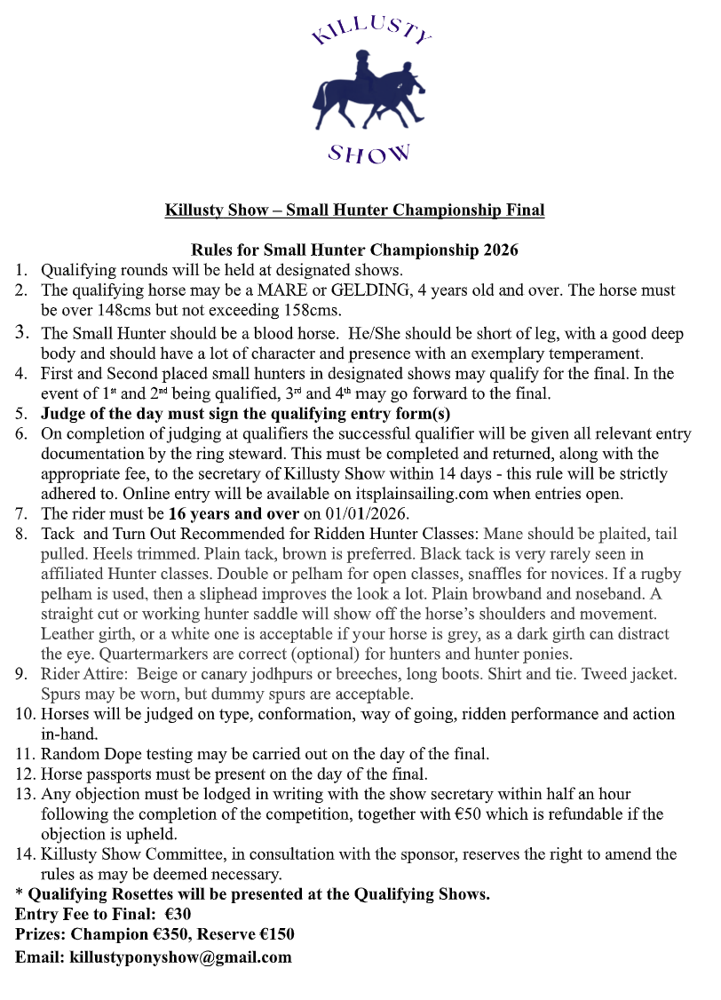 KILLUSTY
SHOW
Killusty Show – Small Hunter Championship Final
Rules for Small Hunter Championship 2026
1. Qualifying rounds will be held at designated shows.
2. The qualifying horse may be a MARE or GELDING, 4 years old and over. The horse must
be over 148cms but not exceeding 158cms.
3. The Small Hunter should be a blood horse.  He/She should be short of leg, with a good deep
body and should have a lot of character and presence with an exemplary temperament.
4. First and Second placed small hunters in designated shows may qualify for the final. In the
event of 1st and 2nd being qualified, 3rd and 4th may go forward to the final.
5. Judge of the day must sign the qualifying entry form(s)
6. On completion of judging at qualifiers the successful qualifier will be given all relevant entry
documentation by the ring steward. This must be completed and returned, along with the
appropriate fee, to the secretary of Killusty Show within 14 days - this rule will be strictly
adhered to. Online entry will be available on itsplainsailing.com when entries open.
7. The rider must be 16 years and over on 01/01/2026.
8. Tack  and Turn Out Recommended for Ridden Hunter Classes: Mane should be plaited, tail
pulled. Heels trimmed. Plain tack, brown is preferred. Black tack is very rarely seen in
affiliated Hunter classes. Double or pelham for open classes, snaffles for novices. If a rugby
pelham is used, then a sliphead improves the look a lot. Plain browband and noseband. A
straight cut or working hunter saddle will show off the horse’s shoulders and movement.
Leather girth, or a white one is acceptable if your horse is grey, as a dark girth can distract
the eye. Quartermarkers are correct (optional) for hunters and hunter ponies.
9. Rider Attire:  Beige or canary jodhpurs or breeches, long boots. Shirt and tie. Tweed jacket.
Spurs may be worn, but dummy spurs are acceptable.
10. Horses will be judged on type, conformation, way of going, ridden performance and action
in-hand.
11. Random Dope testing may be carried out on the day of the final.
12. Horse passports must be present on the day of the final.
13. Any objection must be lodged in writing with the show secretary within half an hour
following the completion of the competition, together with €50 which is refundable if the
objection is upheld.
14. Killusty Show Committee, in consultation with the sponsor, reserves the right to amend the
rules as may be deemed necessary.
* Qualifying Rosettes will be presented at the Qualifying Shows.
Entry Fee to Final:  €30
Prizes: Champion €350, Reserve €150
Email: killustyponyshow@gmail.com